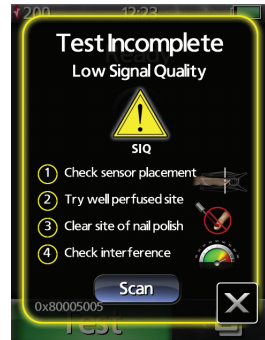 200 12:23
Test Incomplete
Low Signal Quality
SIQ
1 Check sensor placement
2 Try well perfused site
3 Clear site of nail polish
4 Check interference
Scan
0x80005005
X
Test